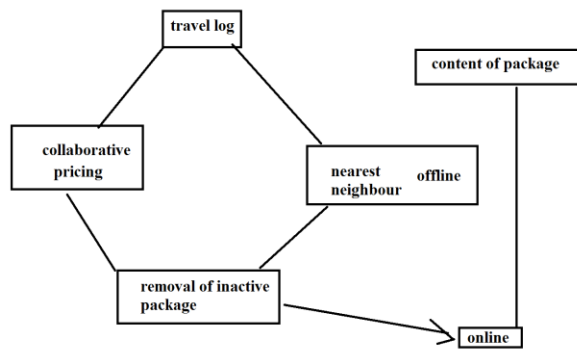 travel log
content of package
collaborative
pricing
nearest offline
neighbour
removal of inactive
package
online